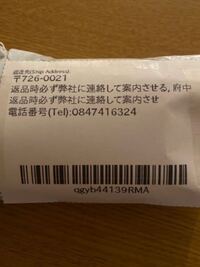 返送先(Ship Address)
〒726-0021
返品時必ず弊社に連絡して案内させる, 府中
返品時必ず弊社に連絡して案内させ
電話番号(Tel):0847416324
qgyb44139RMA